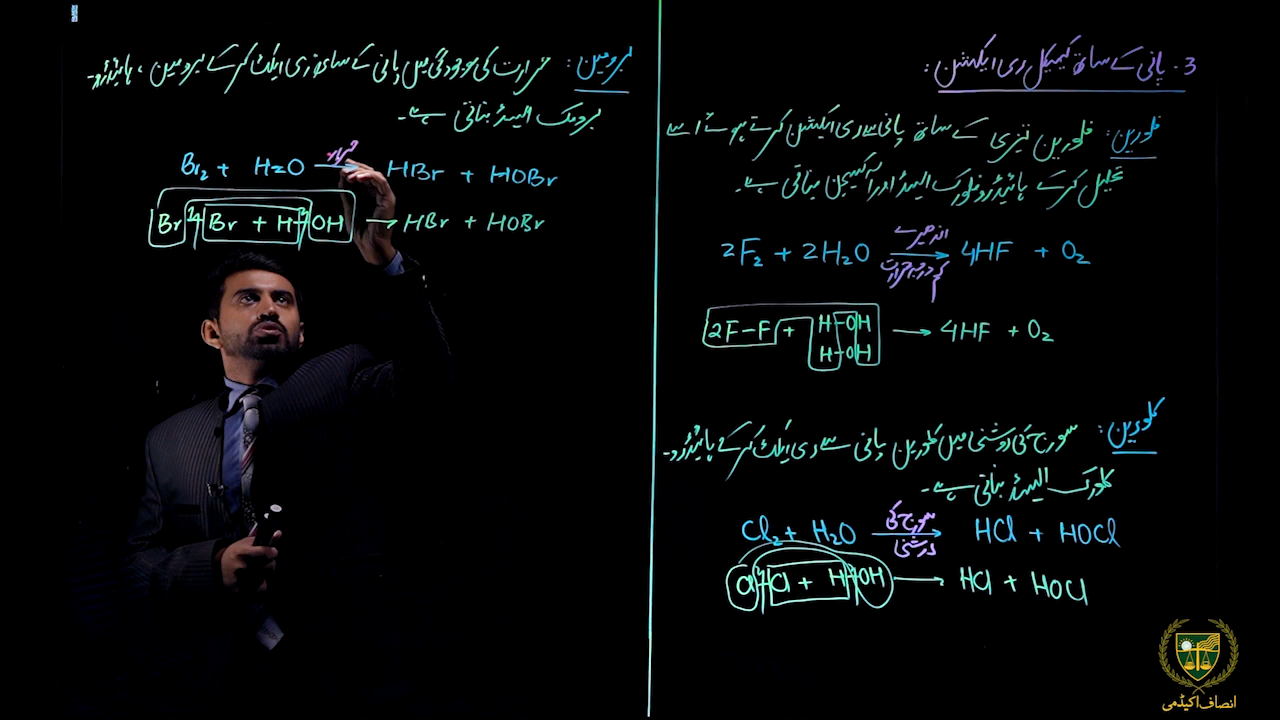 3. پانی کے ساتھ کیمیکل ری ایکشن :
فلورین : فلورین تیزی کے ساتھ پانی سے ری ایکشن کرتے ہوئے اسے
تحلیل کرکے ہائیڈروفلورک ایسڈ اور آکسیجن بناتی ہے۔
اندھیرے
2F₂ + 2H₂O → 4HF + O₂
کم درجہ حرارت
2F–F + H–O H → 4HF + O₂
H–O H
کلورین :
سورج کی روشنی میں کلورین پانی سے ری ایکٹ کرکے ہائیڈرو۔
کلورک ایسڈ بناتی ہے۔
سورج کی
Cl₂ + H₂O → HCl + HOCl
روشنی
Cl Cl + H OH → HCl + HOCl
برومین : حرارت کی موجودگی میں پانی کے ساتھ ری ایکٹ کرکے برومین ، ہائیڈرو۔
برومک ایسڈ بناتی ہے۔
Br₂ + H₂O → HBr + HOBr
Br Br + H OH → HBr + HOBr
انصاف اکیڈمی